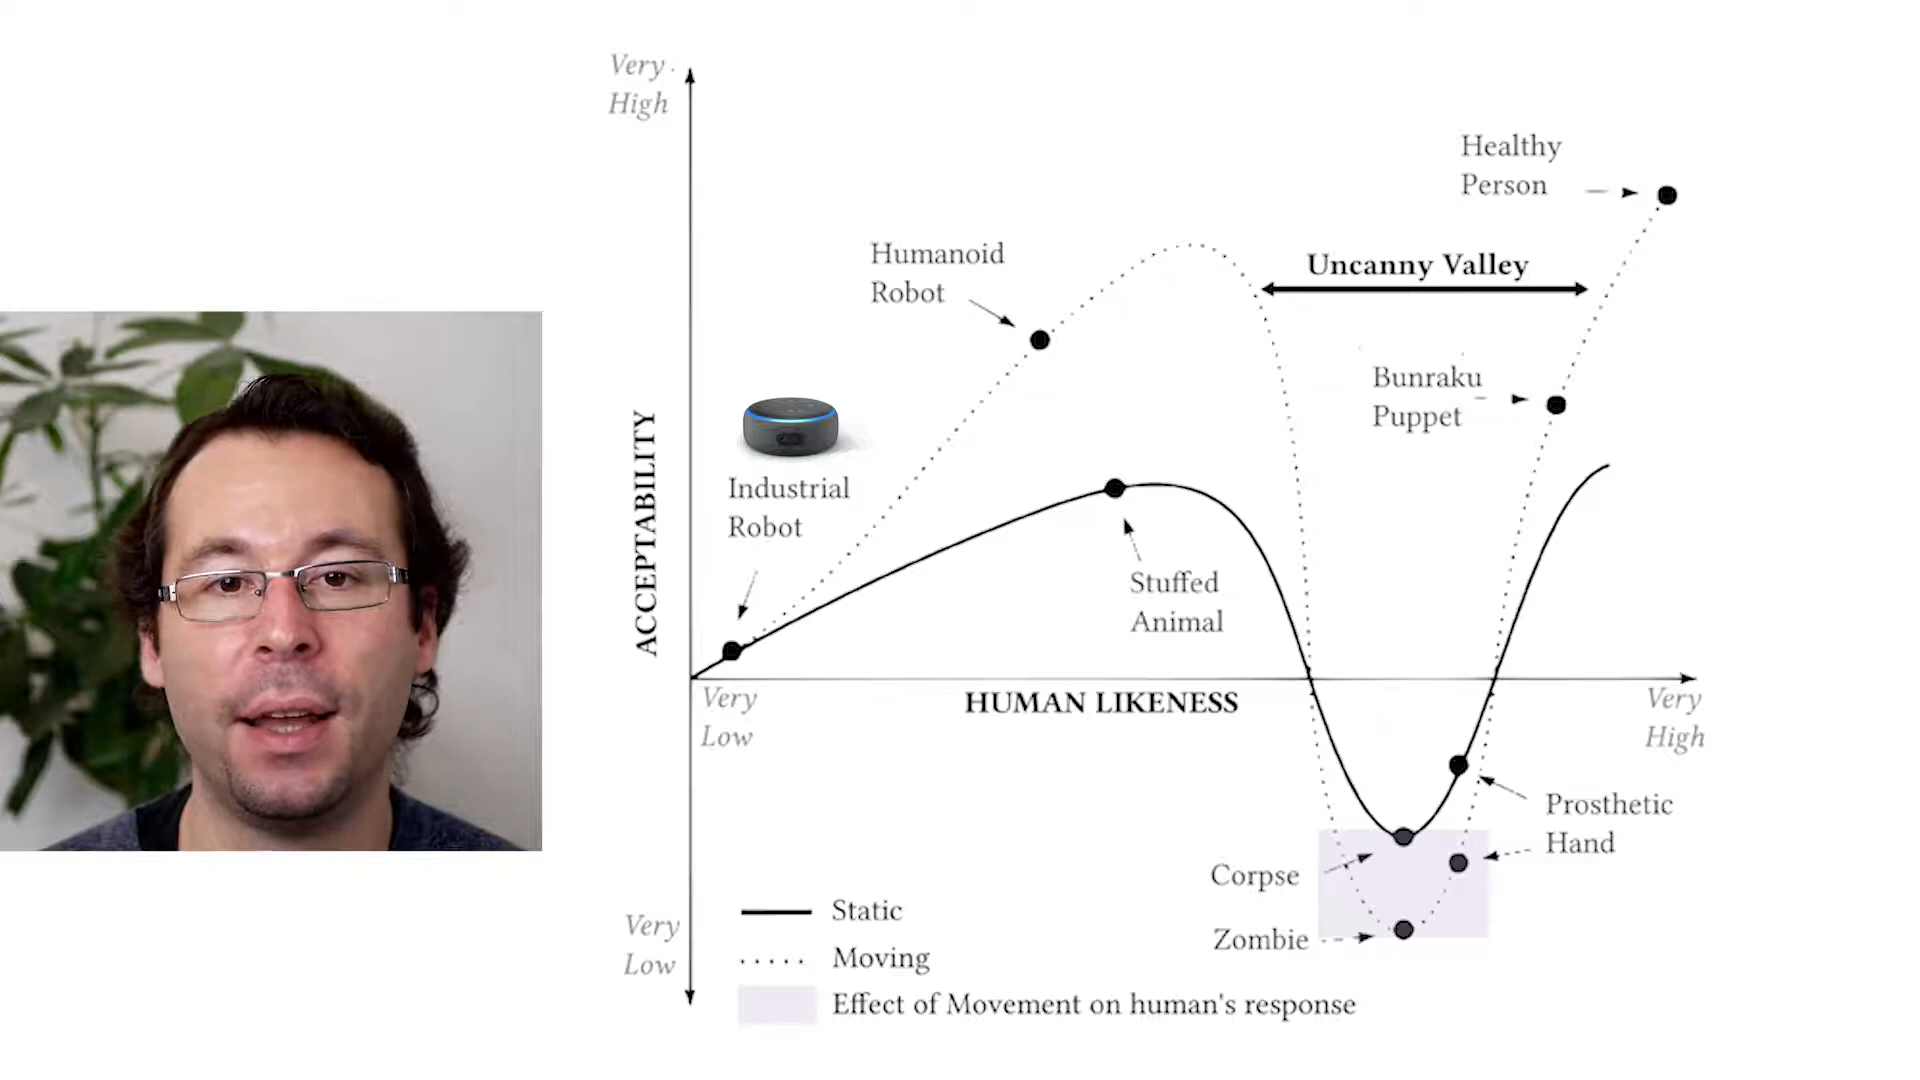 Very
High
Healthy
Person
Humanoid
Robot
Uncanny Valley
Bunraku
Puppet
ACCEPTABILITY
Industrial
Robot
Stuffed
Animal
Very
Low
HUMAN LIKENESS
Very
High
Prosthetic
Hand
Corpse
Zombie
Very
Low
Static
Moving
Effect of Movement on human's response